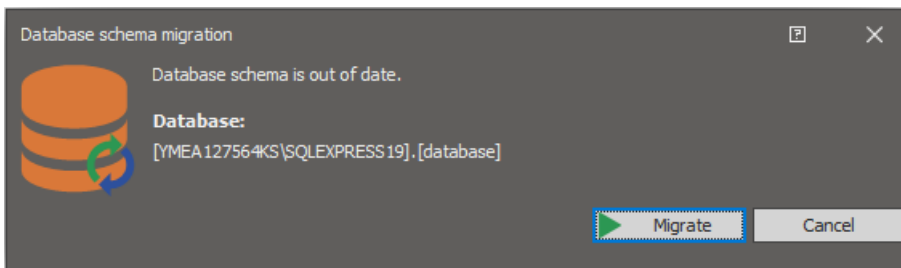 Database schema migration
Database schema is out of date.
Database:
[YMEA127564KS\SQLEXPRESS19].[database]
Migrate
Cancel